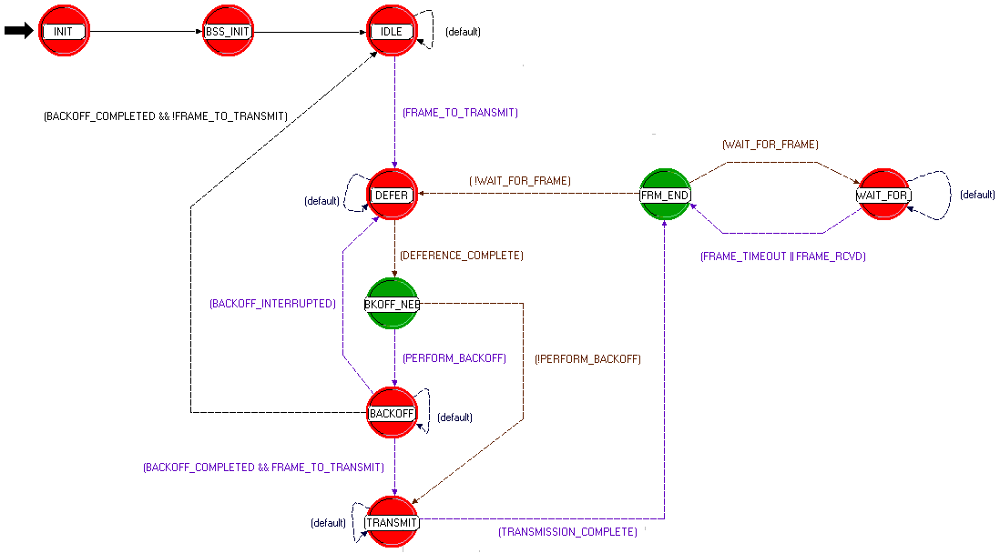 INIT
BSS_INIT
IDLE
(default)
(BACKOFF_COMPLETED && !FRAME_TO_TRANSMIT)
(FRAME_TO_TRANSMIT)
(WAIT_FOR_FRAME)
(default)
DEFER
( !WAIT_FOR_FRAME)
FRM_END
WAIT_FOR_
(default)
(DEFERENCE_COMPLETE)
(FRAME_TIMEOUT || FRAME_RCVD)
(BACKOFF_INTERRUPTED)
BKOFF_NEE
(PERFORM_BACKOFF)
(!PERFORM_BACKOFF)
BACKOFF
(default)
(BACKOFF_COMPLETED && FRAME_TO_TRANSMIT)
(default)
TRANSMIT
(TRANSMISSION_COMPLETE)